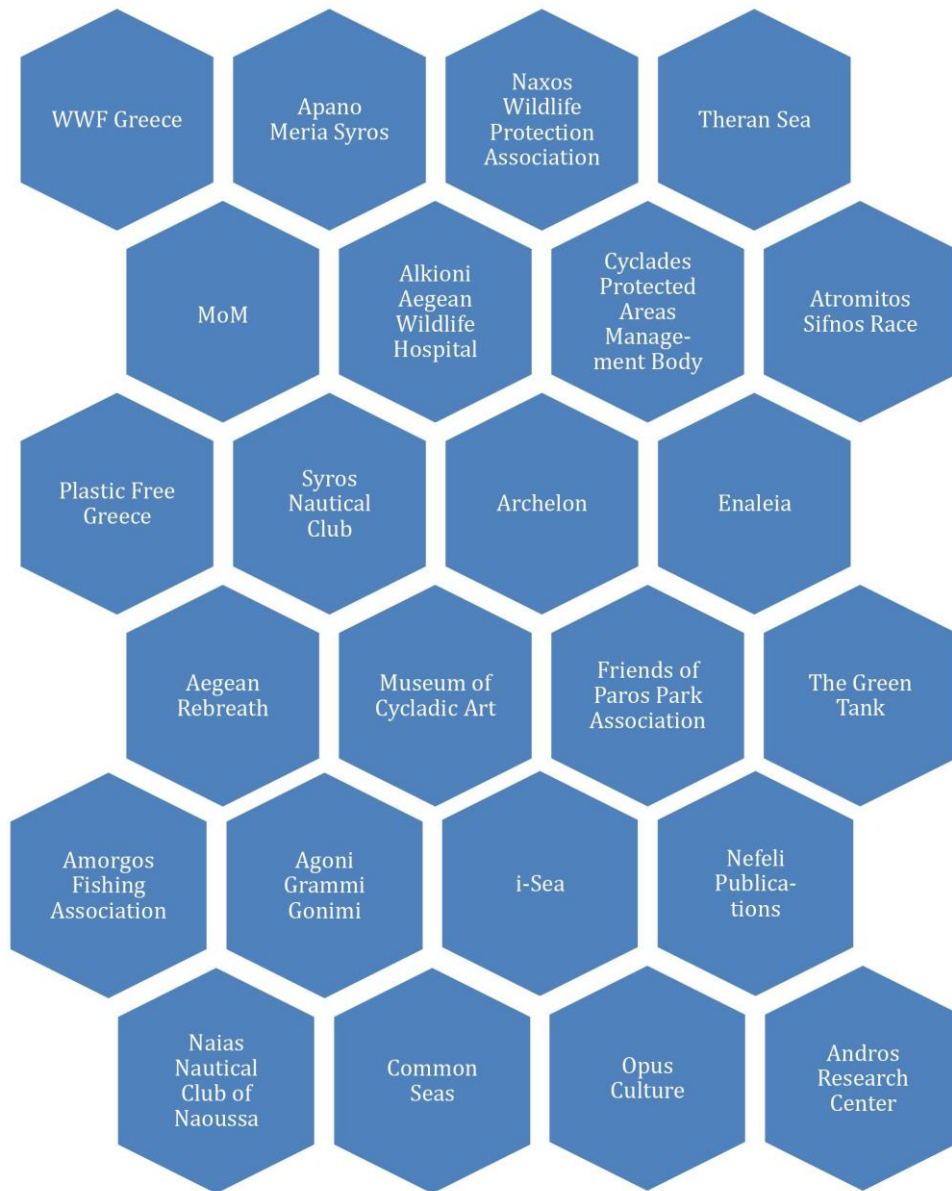 WWF Greece
Apano
Meria Syros
Naxos
Wildlife
Protection
Association
Theran Sea
MoM
Alkioni
Aegean
Wildlife
Hospital
Cyclades
Protected
Areas
Manage-
ment Body
Atromitos
Sifnos Race
Plastic Free
Greece
Syros
Nautical
Club
Archelon
Enaleia
Aegean
Rebreath
Museum of
Cycladic Art
Friends of
Paros Park
Association
The Green
Tank
Amorgos
Fishing
Association
Agoni
Grammi
Gonimi
i-Sea
Nefeli
Publica-
tions
Naias
Nautical
Club of
Naoussa
Common
Seas
Opus
Culture
Andros
Research
Center